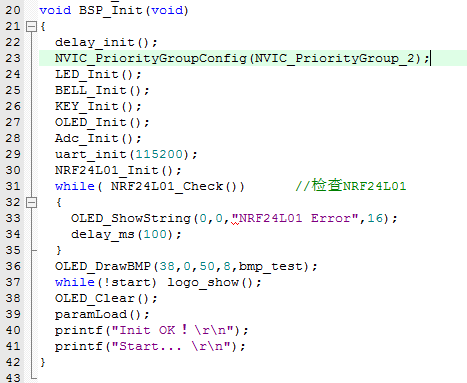 20 void BSP_Init(void)
21 {
22 delay_init();
23 NVIC_PriorityGroupConfig(NVIC_PriorityGroup_2);
24 LED_Init();
25 BELL_Init();
26 KEY_Init();
27 OLED_Init();
28 Adc_Init();
29 uart_init(115200);
30 NRF24L01_Init();
31 while( NRF24L01_Check()) //检查NRF24L01
32 {
33 OLED_ShowString(0,0,"NRF24L01 Error",16);
34 delay_ms(100);
35 }
36 OLED_DrawBMP(38,0,50,8,bmp_test);
37 while(!start) logo_show();
38 OLED_Clear();
39 paramLoad();
40 printf("Init OK！\r\n");
41 printf("Start... \r\n");
42 }
43